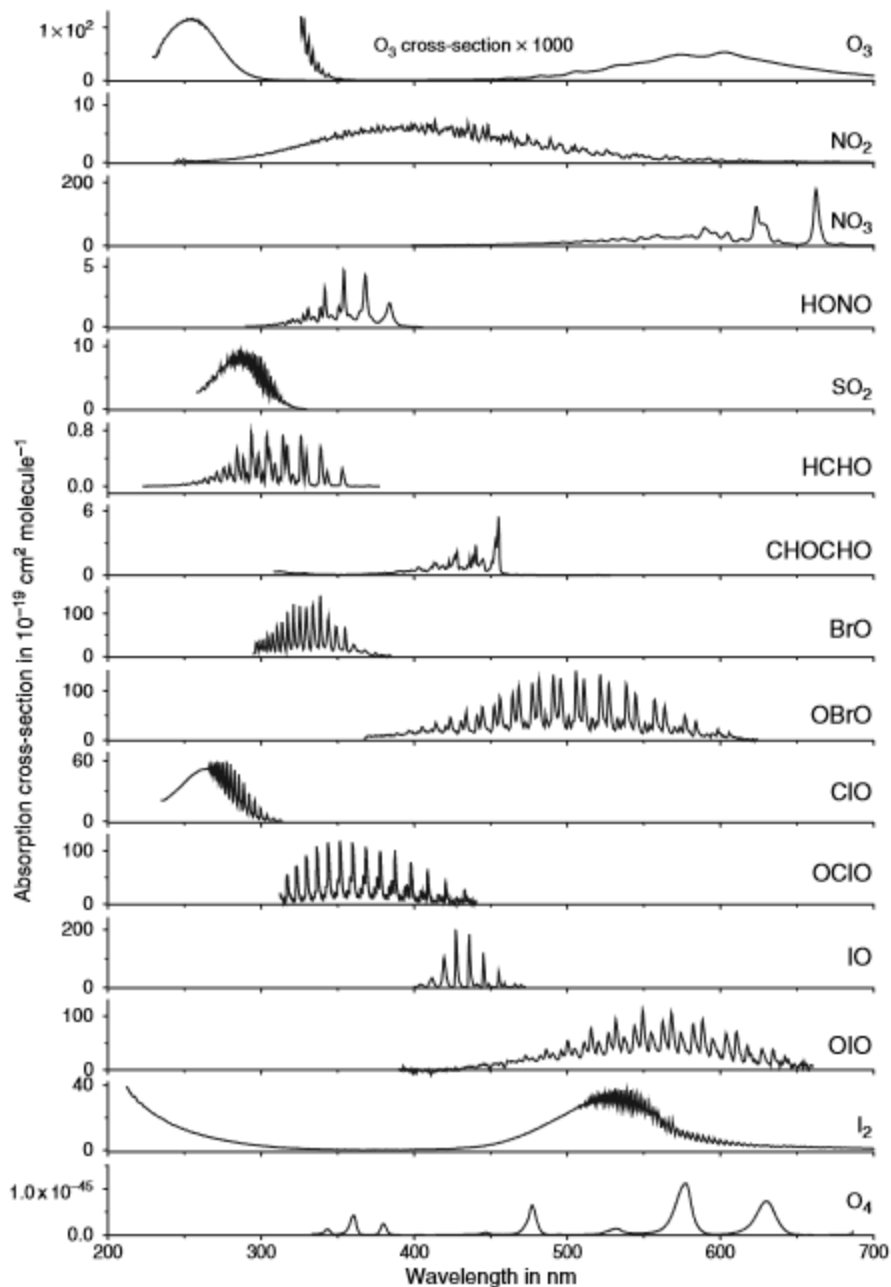 1×10²
0
O₃ cross-section × 1000
O₃
10
5
0
NO₂
200
0
NO₃
5
0
HONO
10
0
SO₂
0.8
0.0
HCHO
6
0
CHOCHO
100
0
BrO
100
0
OBrO
60
0
ClO
100
0
OClO
200
0
IO
100
0
OIO
40
0
I₂
1.0 x 10⁻⁴⁵
0.0
O₄
200 300 400 500 600 700
Wavelength in nm
Absorption cross-section in 10⁻¹⁹ cm² molecule⁻¹